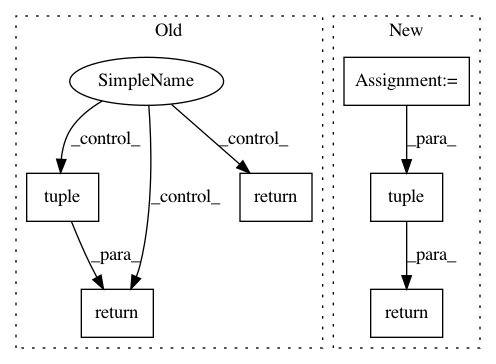 Old
New
SimpleName
Assignment:=
_control_
_control_
_control_
_para_
tuple
return
tuple
_para_
_para_
return
return